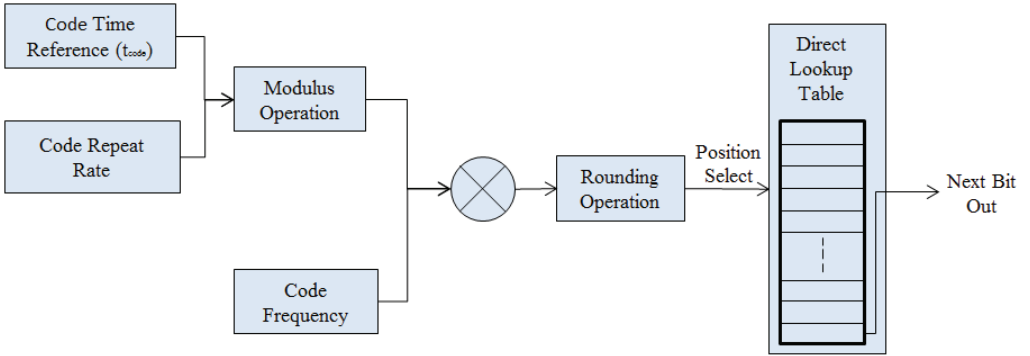 Code Time
Reference (tcode)
Code Repeat
Rate
Modulus
Operation
Code
Frequency
Rounding
Operation
Position
Select
Direct
Lookup
Table
Next Bit
Out